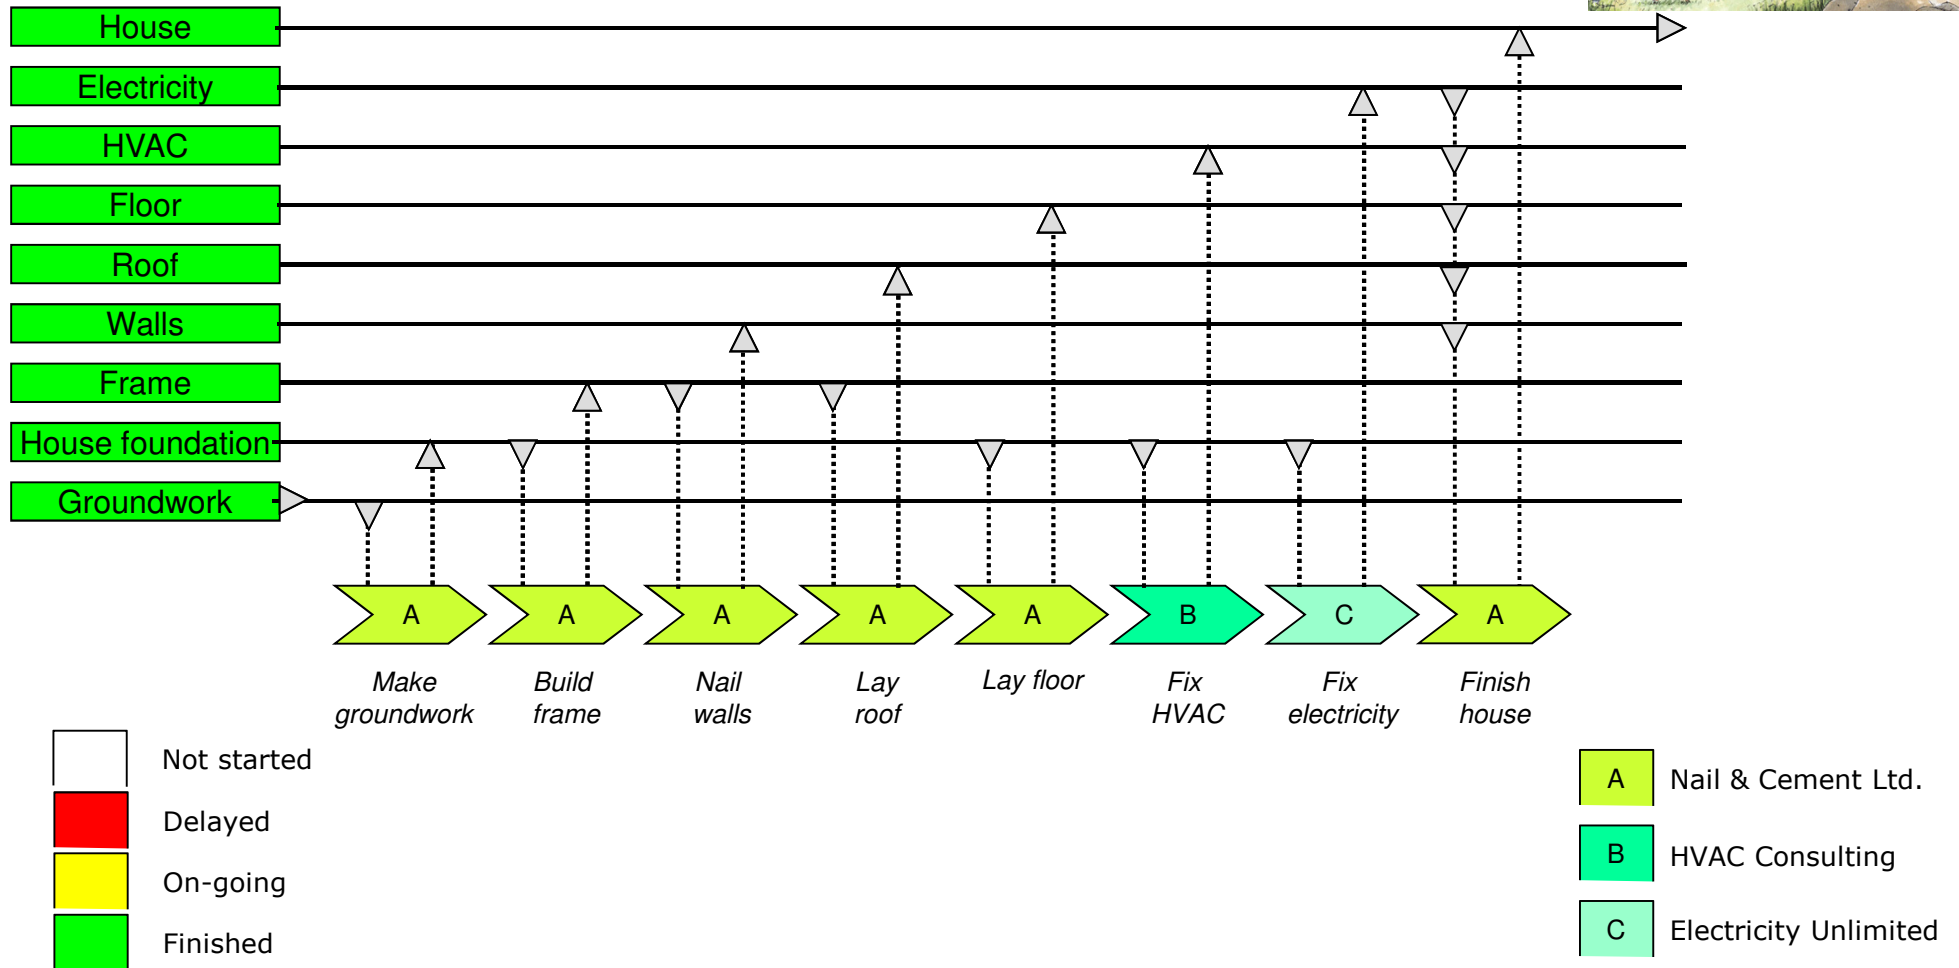 House
Electricity
HVAC
Floor
Roof
Walls
Frame
House foundation
Groundwork
A
A
A
A
A
B
C
A
Make
groundwork
Build
frame
Nail
walls
Lay
roof
Lay floor
Fix
HVAC
Fix
electricity
Finish
house
Not started
Delayed
On-going
Finished
A Nail & Cement Ltd.
B HVAC Consulting
C Electricity Unlimited